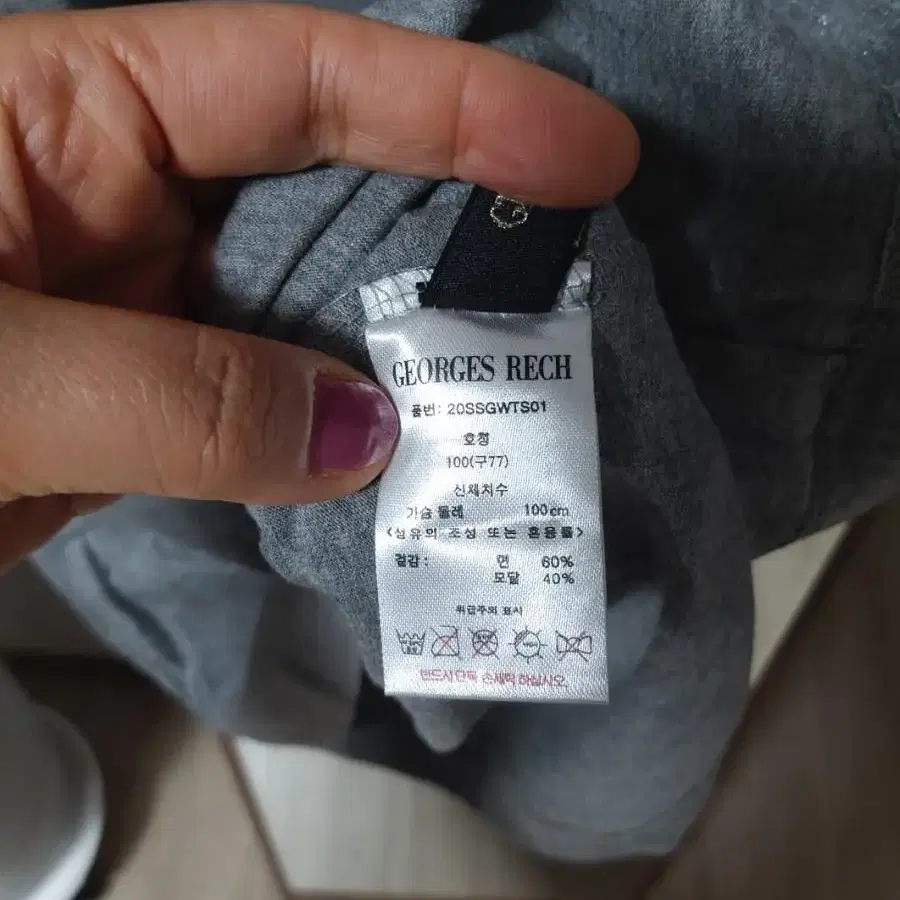 GEORGES RECH
품번: 20SSGWTS01
호칭
100(구77)
신체치수
가슴둘레 100cm
<섬유의 조성 또는 혼용률>
겉감: 면 60%
모달 40%
취급주의 표시
반드시 단독 손세탁 하십시오.